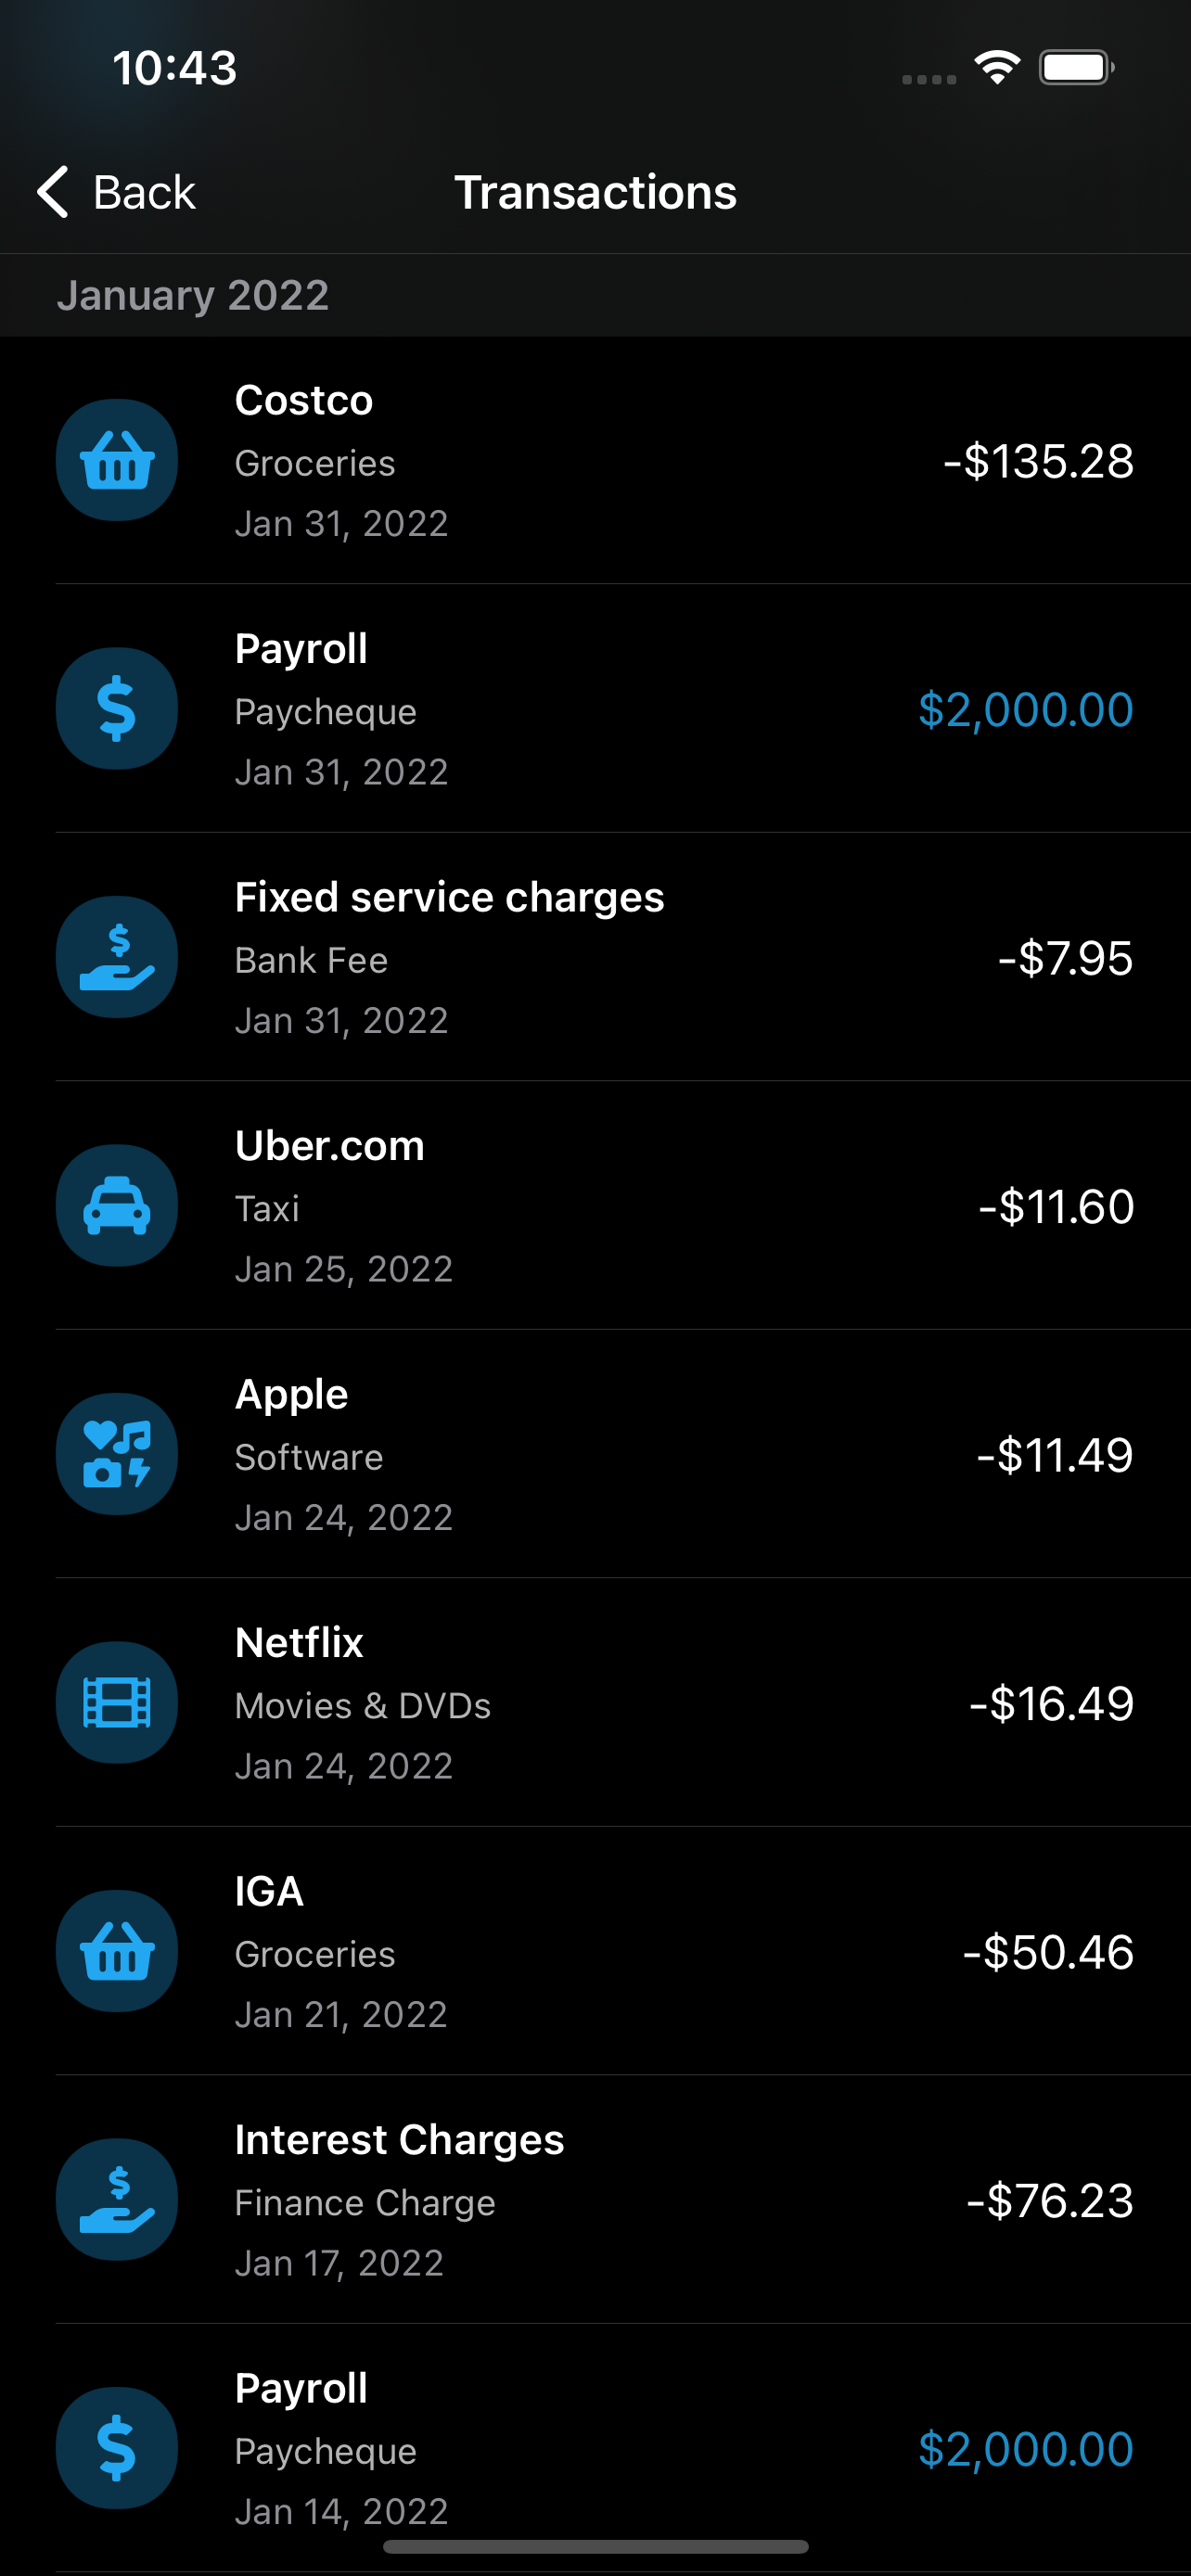 10:43
Back
Transactions
January 2022
Costco
Groceries
Jan 31, 2022
-$135.28
Payroll
Paycheque
Jan 31, 2022
$2,000.00
Fixed service charges
Bank Fee
Jan 31, 2022
-$7.95
Uber.com
Taxi
Jan 25, 2022
-$11.60
Apple
Software
Jan 24, 2022
-$11.49
Netflix
Movies & DVDs
Jan 24, 2022
-$16.49
IGA
Groceries
Jan 21, 2022
-$50.46
Interest Charges
Finance Charge
Jan 17, 2022
-$76.23
Payroll
Paycheque
Jan 14, 2022
$2,000.00